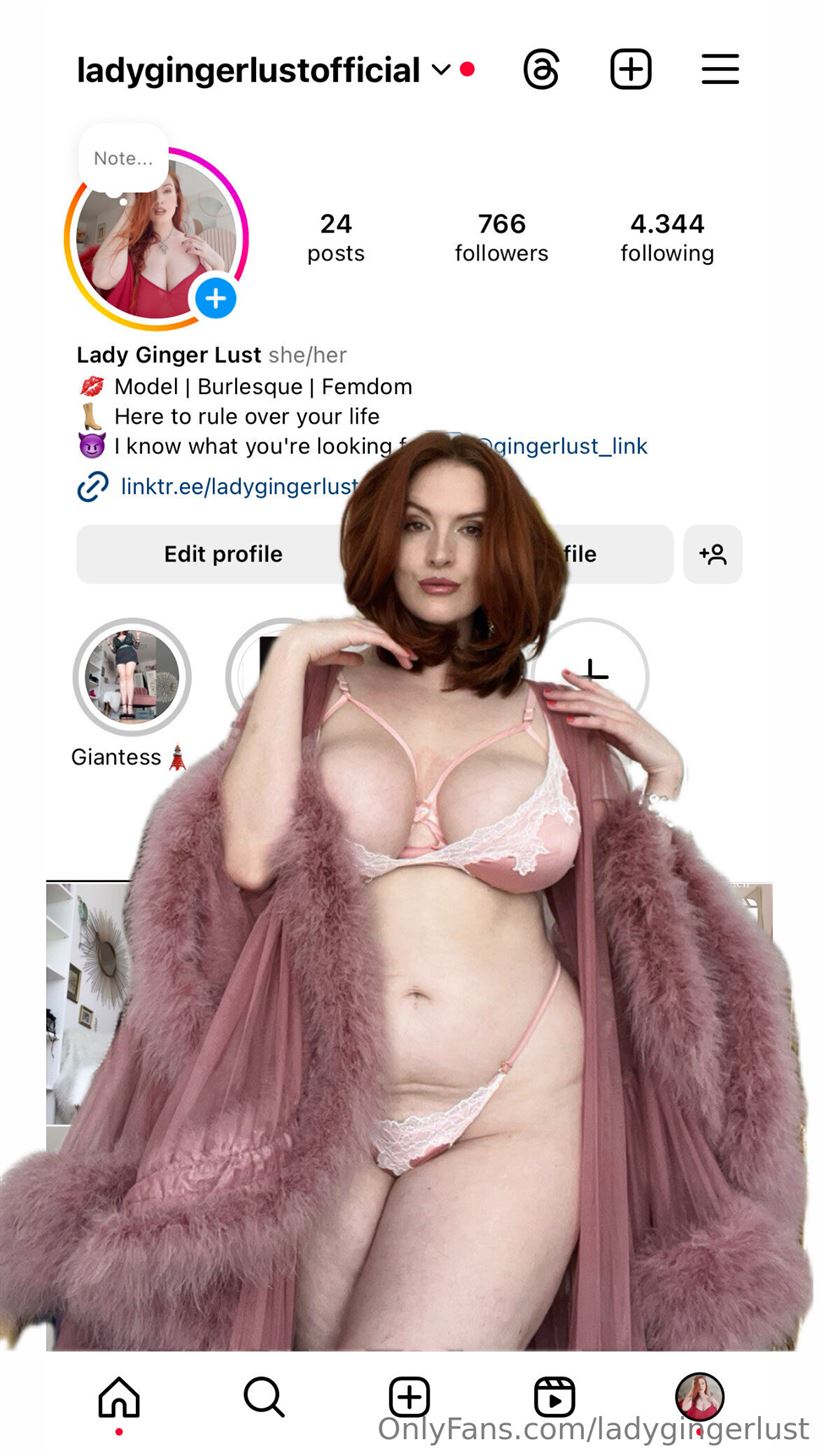 ladygingerlustofficial
Note...
24 766 4.344
posts followers following
Lady Ginger Lust she/her
💋 Model | Burlesque | Femdom
👢 Here to rule over your life
😈 I know what you're looking @gingerlust_link
linktr.ee/ladygingerlust
Edit profile file
Giantess 🗼
OnlyFans.com/ladygingerlust